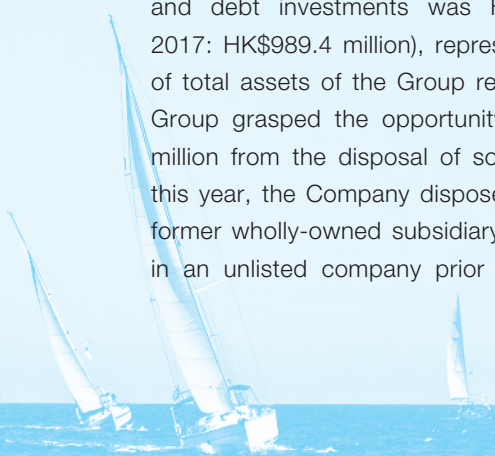 and debt investments was
2017: HK$989.4 million), repres
of total assets of the Group re
Group grasped the opportunit
million from the disposal of so
this year, the Company dispose
former wholly-owned subsidiary
in an unlisted company prior